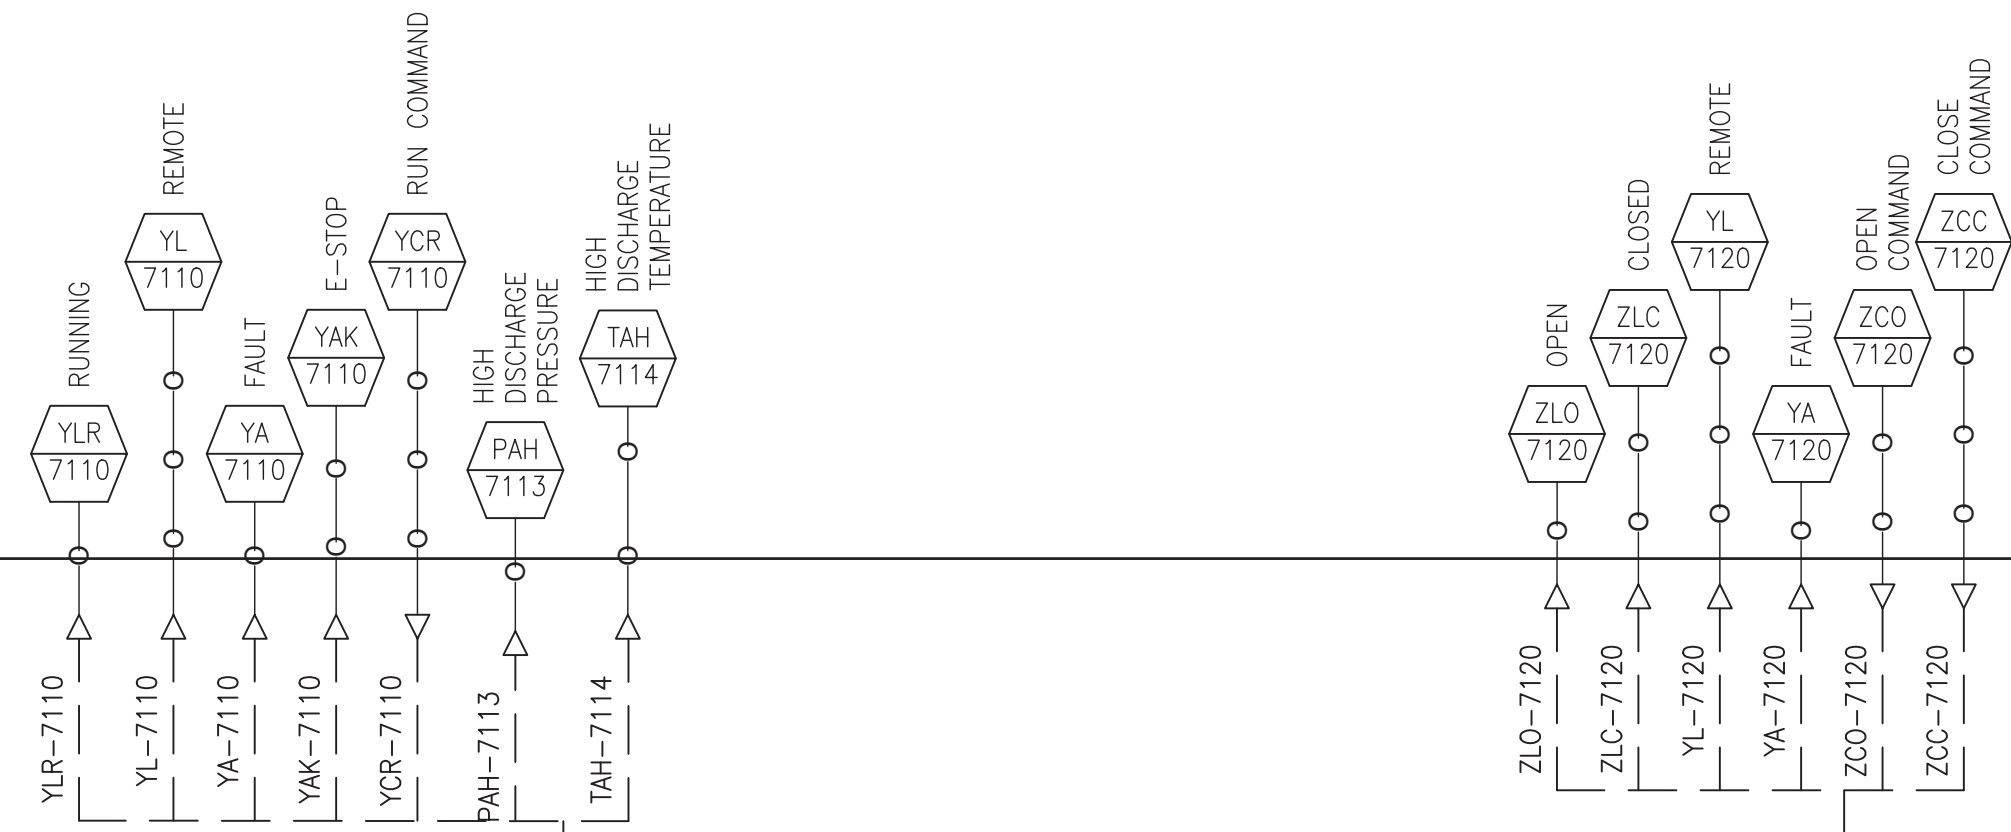 RUNNING
YLR
7110
YLR-7110
REMOTE
YL
7110
YL-7110
FAULT
YA
7110
YA-7110
E-STOP
YAK
7110
YAK-7110
RUN COMMAND
YCR
7110
YCR-7110
HIGH
DISCHARGE
PRESSURE
PAH
7113
PAH-7113
HIGH
DISCHARGE
TEMPERATURE
TAH
7114
TAH-7114
OPEN
ZLO
7120
ZLO-7120
CLOSED
ZLC
7120
ZLC-7120
REMOTE
YL
7120
YL-7120
FAULT
YA
7120
YA-7120
OPEN
COMMAND
ZCO
7120
ZCO-7120
CLOSE
COMMAND
ZCC
7120
ZCC-7120